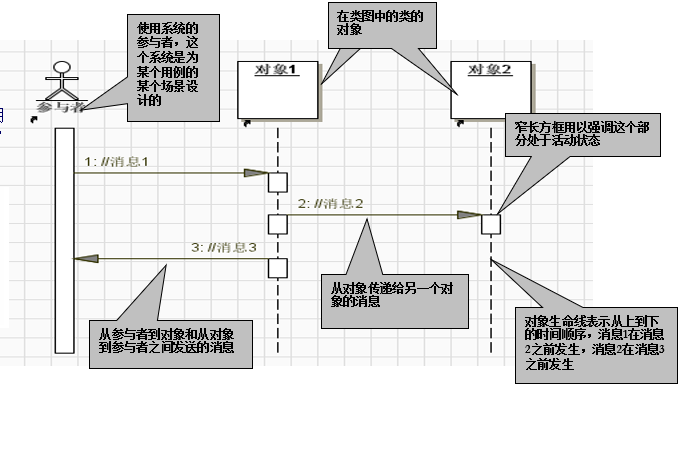 使用系统的
参与者，这
个系统是为
某个用例的
某个场景设
计的
在类图中的类的
对象
参与者
对象1
对象2
窄长方框用以强调这个部
分处于活动状态
1: //消息1
2: //消息2
3: //消息3
从对象传递给另一个对
象的消息
从参与者到对象和从对象
到参与者之间发送的消息
对象生命线表示从上到下
的时间顺序，消息1在消息
2之前发生，消息2在消息3
之前发生